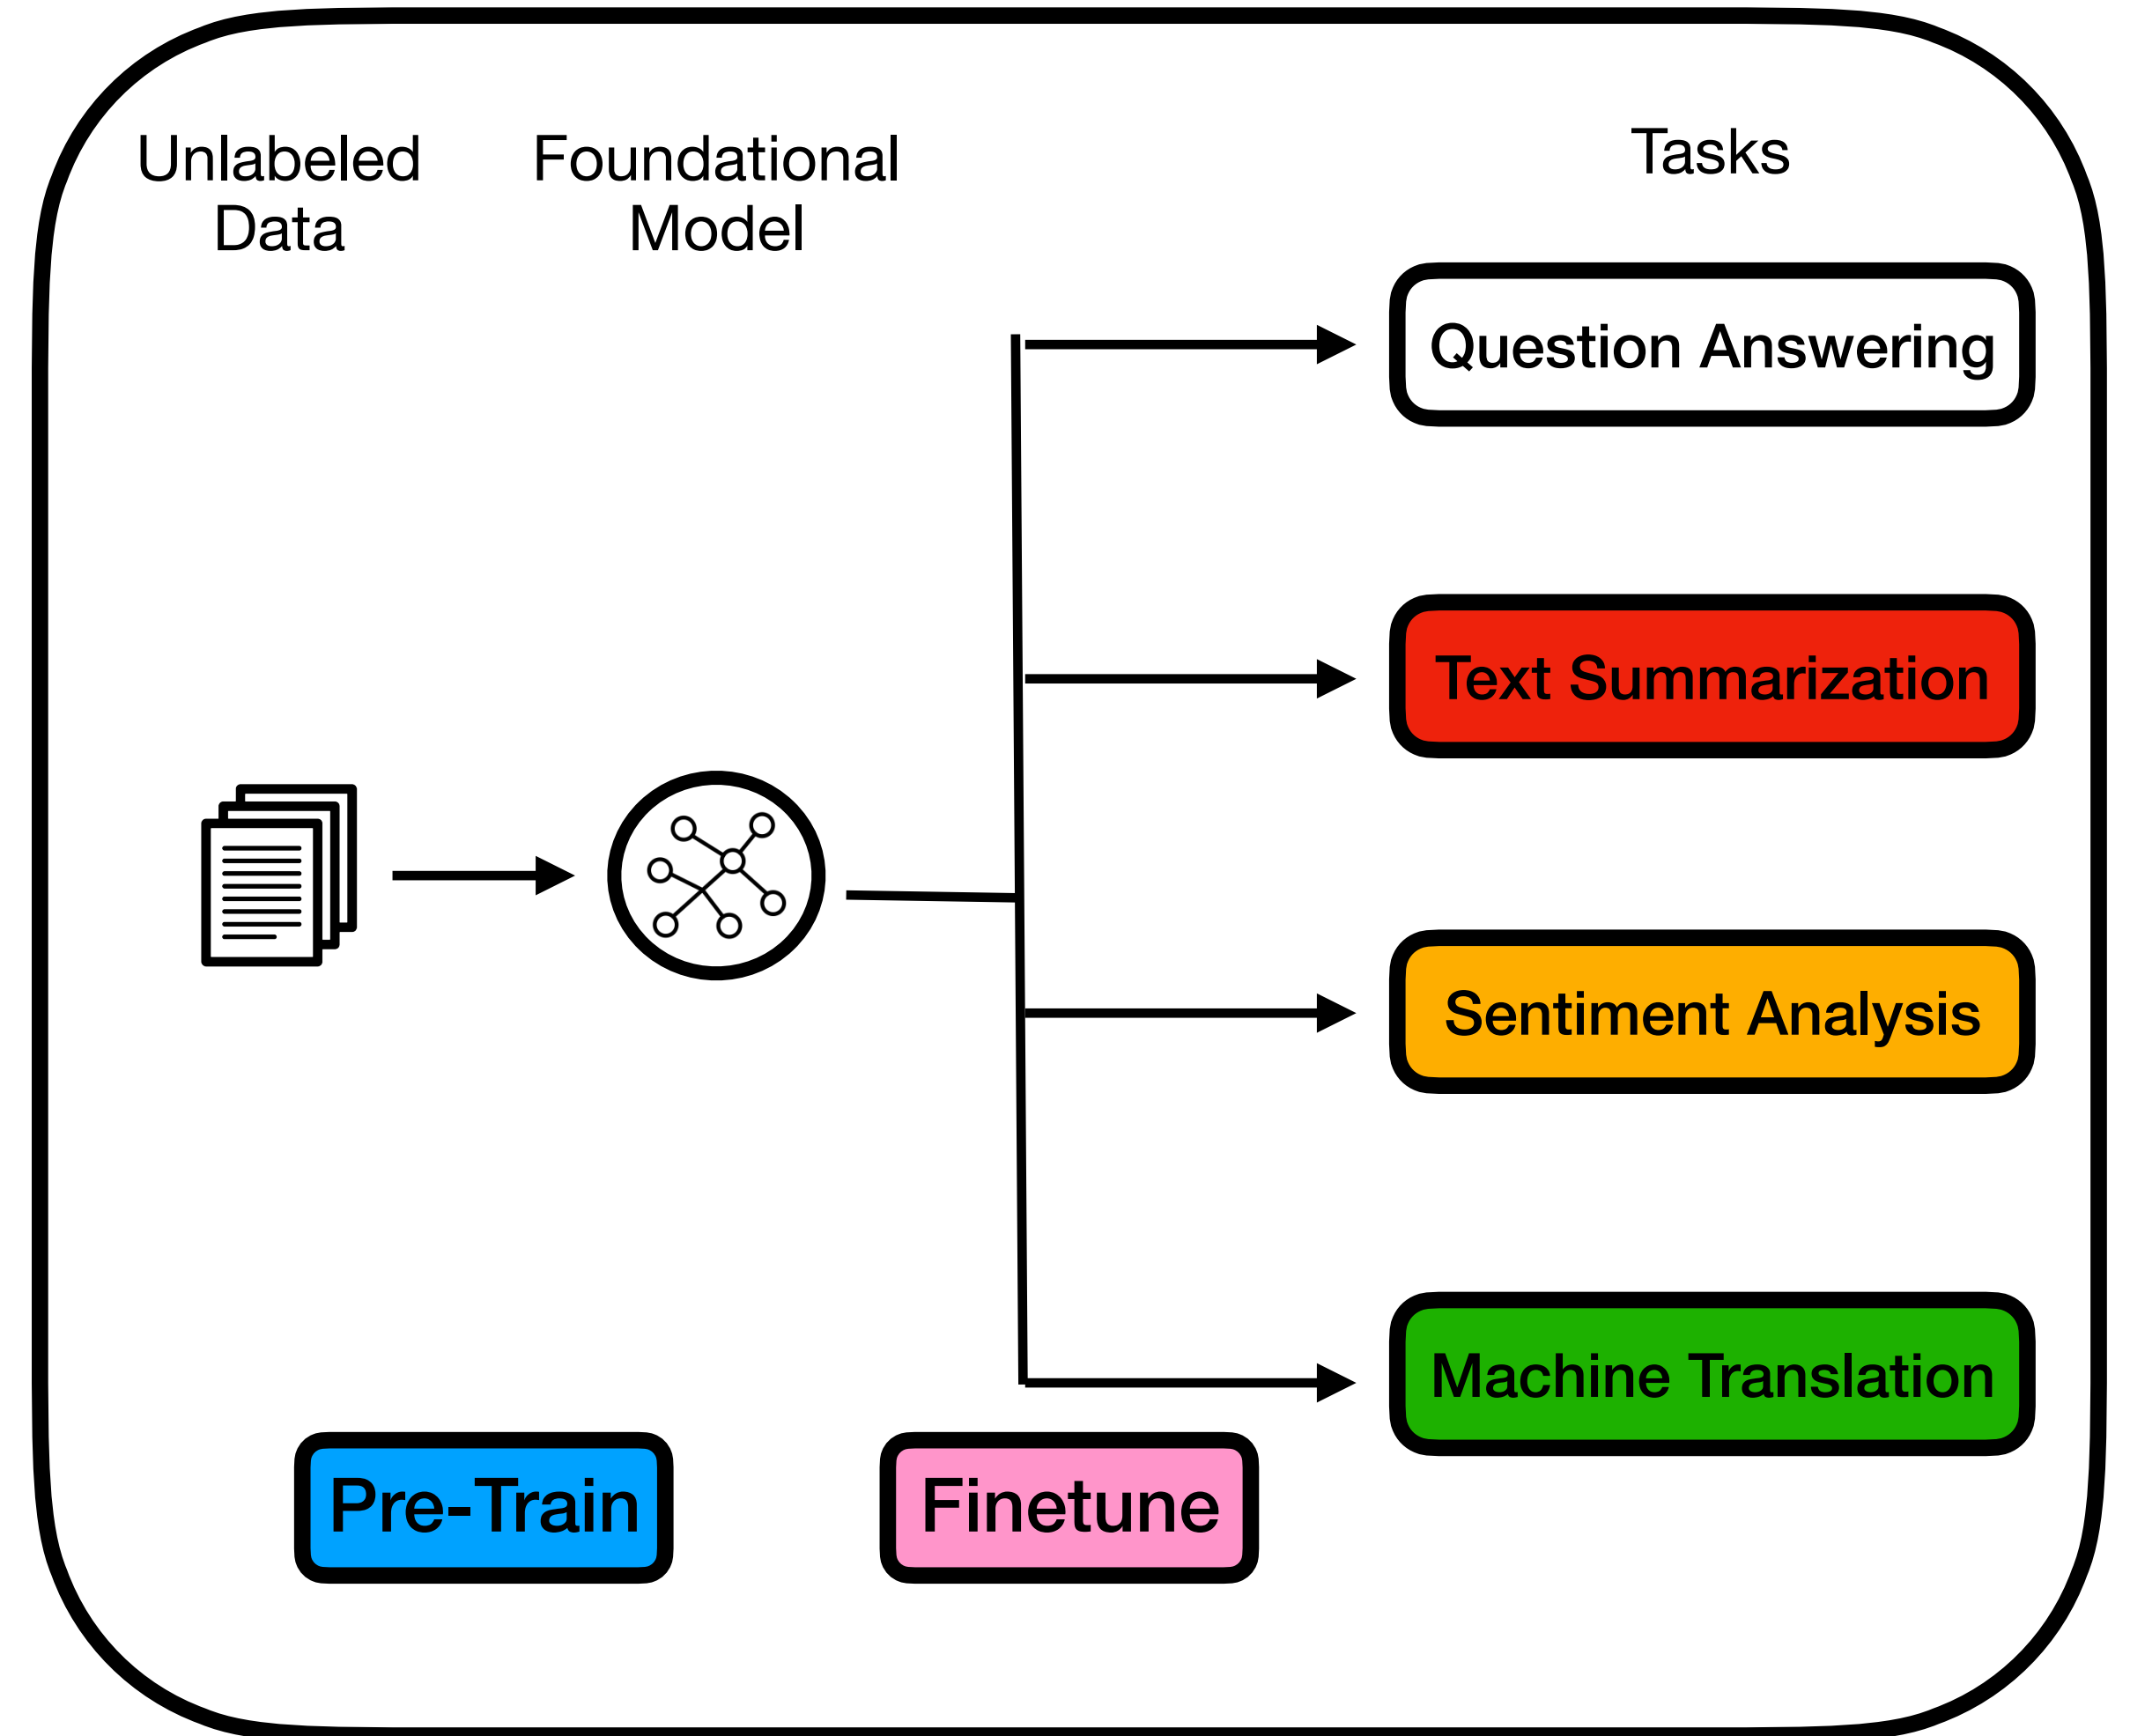 Unlabeled
Data
Foundational
Model
Tasks
Question Answering
Text Summarization
Sentiment Analysis
Machine Translation
Pre-Train
Finetune